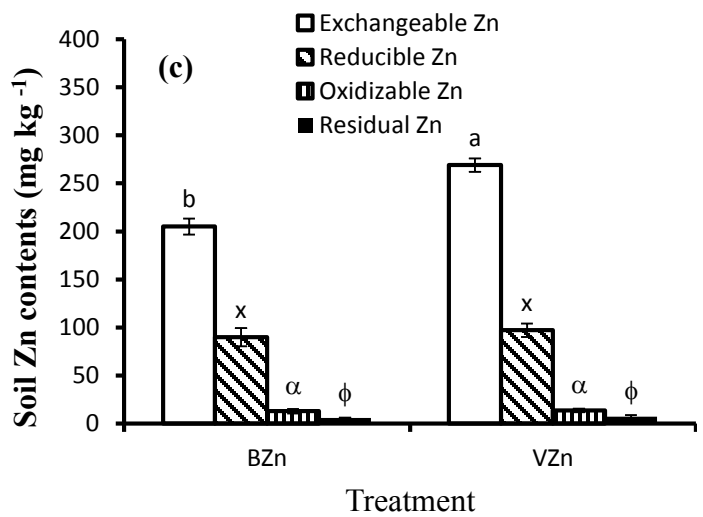 Exchangeable Zn
Reducible Zn
Oxidizable Zn
Residual Zn
(c)
Soil Zn contents (mg kg -1)
400
350
300
250
200
150
100
50
0
b
x
α
ϕ
a
x
α
ϕ
BZn
VZn
Treatment